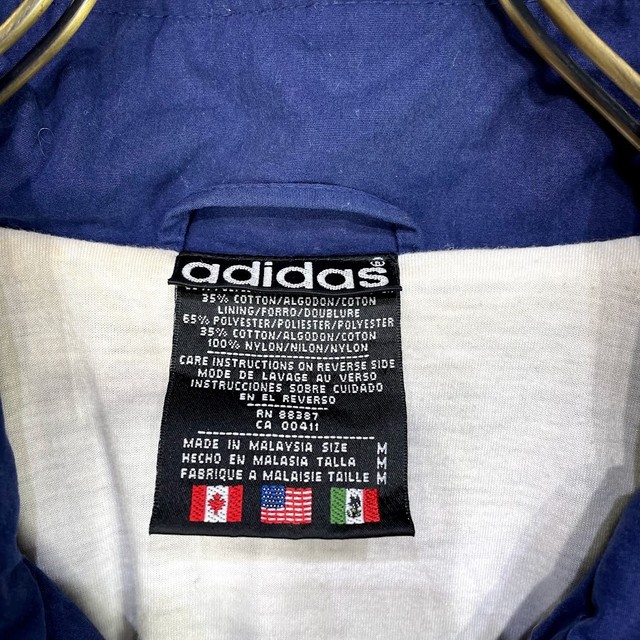 adidas
35% COTTON/ALGODON/COTON
LINING/FORRO/DOUBLURE
65% POLYESTER/POLIESTER/POLYESTER
35% COTTON/ALGODON/COTON
100% NYLON/NILON/NYLON
CARE INSTRUCTIONS ON REVERSE SIDE
MODE DE LAVAGE AU VERSO
INSTRUCCIONES SOBRE CUIDADO
EN EL REVERSO
RN 88387
CA 00411
MADE IN MALAYSIA SIZE M
HECHO EN MALASIA TALLA M
FABRIQUE A MALAISIE TAILLE M